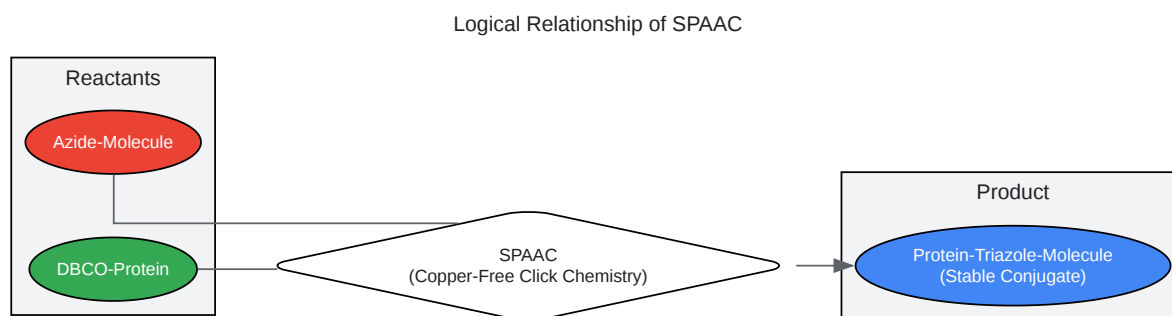 Logical Relationship of SPAAC
Reactants
Azide-Molecule
DBCO-Protein
SPAAC
(Copper-Free Click Chemistry)
Product
Protein-Triazole-Molecule
(Stable Conjugate)